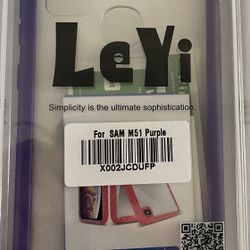 LeYi
Simplicity is the ultimate sophistication.
For SAM M51 Purple
X002JCDUFP